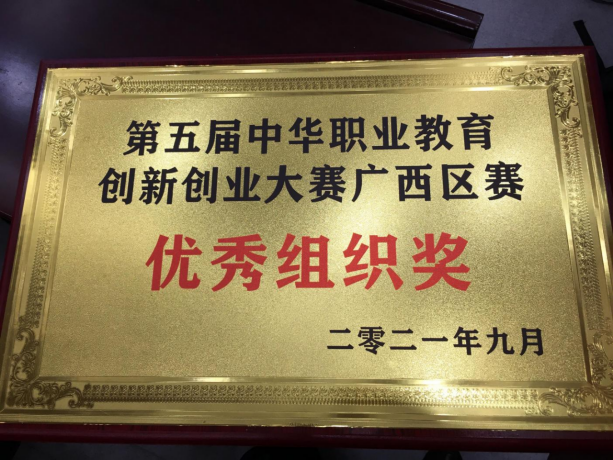 第五届中华职业教育
创新创业大赛广西区赛
优秀组织奖
二零二一年九月